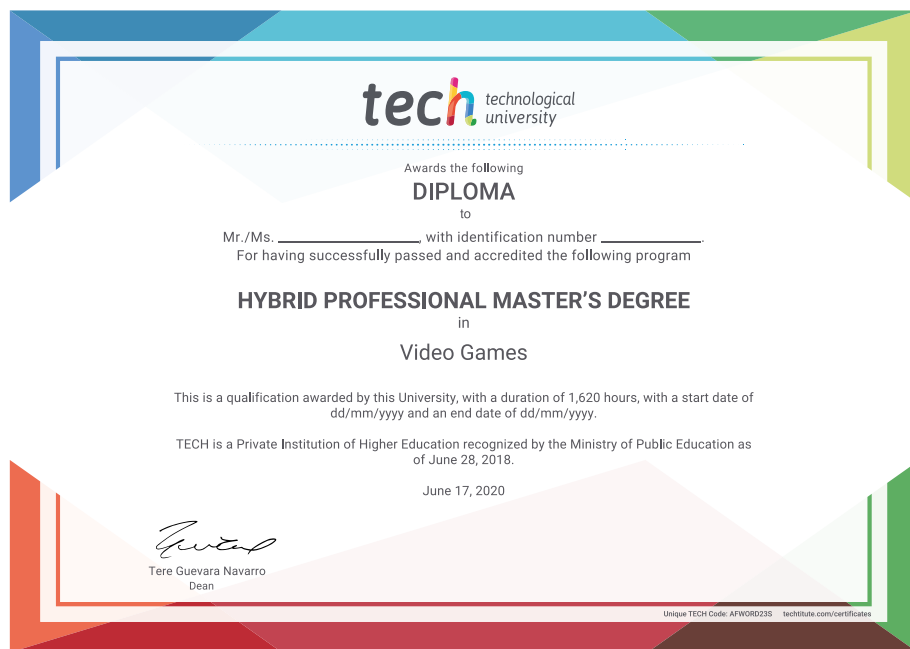 tech technological
university
Awards the following
DIPLOMA
to
Mr./Ms. ____________________, with identification number ______________.
For having successfully passed and accredited the following program
HYBRID PROFESSIONAL MASTER’S DEGREE
in
Video Games
This is a qualification awarded by this University, with a duration of 1,620 hours, with a start date of
dd/mm/yyyy and an end date of dd/mm/yyyy.
TECH is a Private Institution of Higher Education recognized by the Ministry of Public Education as
of June 28, 2018.
June 17, 2020
Tere Guevara Navarro
Dean
Unique TECH Code: AFWORD23S techtitute.com/certificates